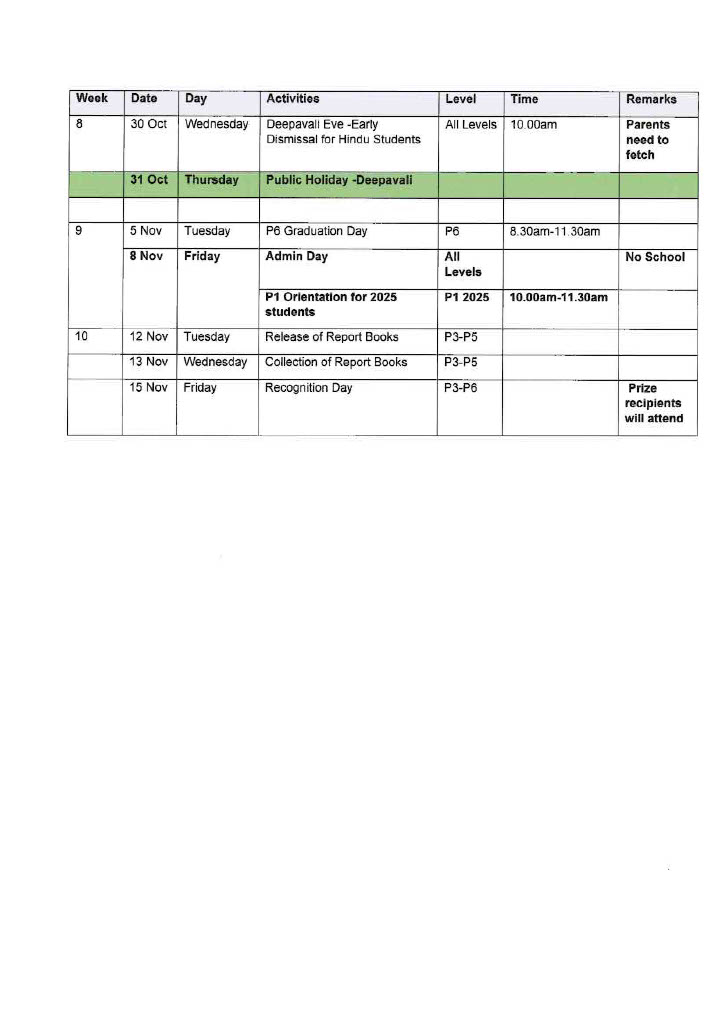 Week Date Day Activities Level Time Remarks
8 30 Oct Wednesday Deepavali Eve -Early Dismissal for Hindu Students All Levels 10.00am Parents need to fetch
31 Oct Thursday Public Holiday -Deepavali
9 5 Nov Tuesday P6 Graduation Day P6 8.30am-11.30am
8 Nov Friday Admin Day All Levels No School
P1 Orientation for 2025 students P1 2025 10.00am-11.30am
10 12 Nov Tuesday Release of Report Books P3-P5
13 Nov Wednesday Collection of Report Books P3-P5
15 Nov Friday Recognition Day P3-P6 Prize recipients will attend